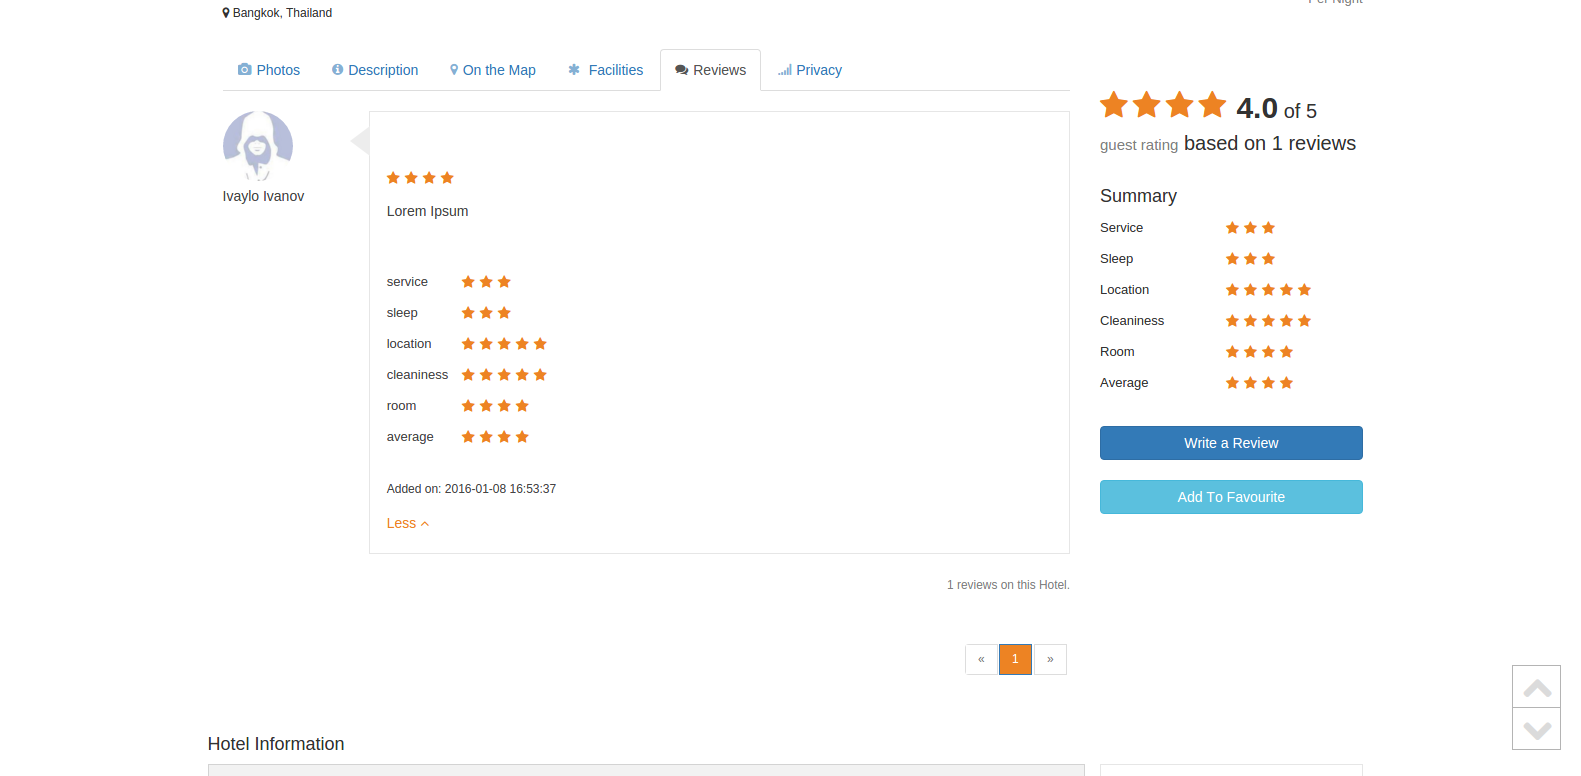 Bangkok, Thailand
Per Night
Photos
Description
On the Map
Facilities
Reviews
Privacy
Ivaylo Ivanov
Lorem Ipsum
service
sleep
location
cleaniness
room
average
Added on: 2016-01-08 16:53:37
Less
1 reviews on this Hotel.
« 1 »
4.0 of 5
guest rating based on 1 reviews
Summary
Service
Sleep
Location
Cleaniness
Room
Average
Write a Review
Add To Favourite
Hotel Information